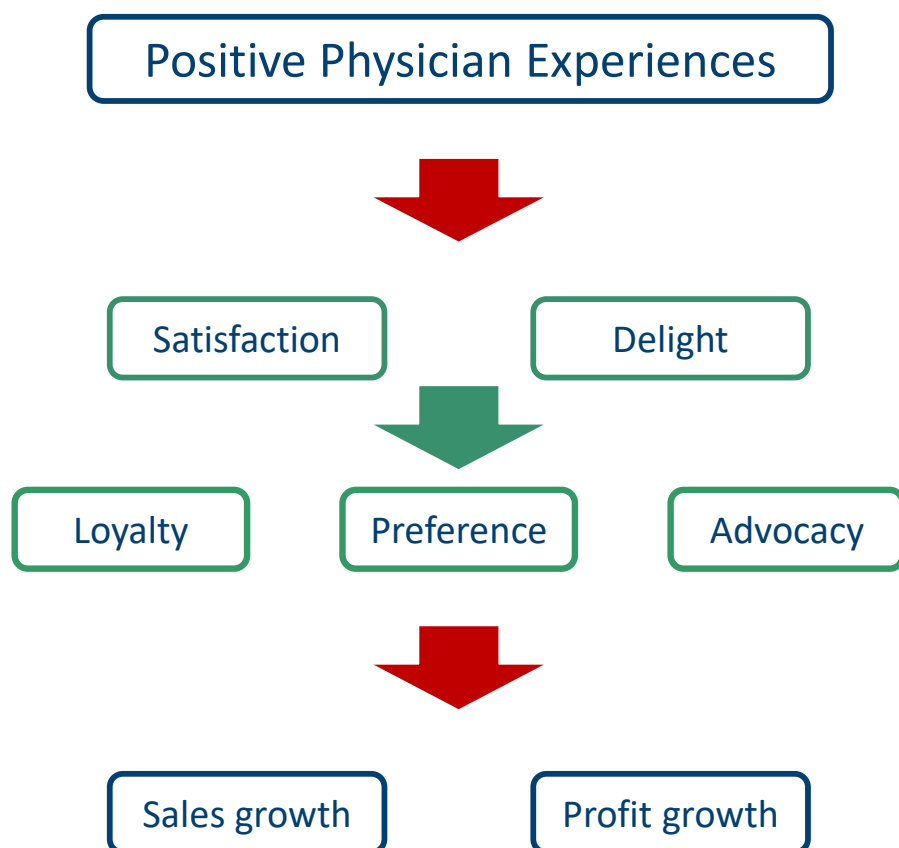 Positive Physician Experiences
Satisfaction
Delight
Loyalty
Preference
Advocacy
Sales growth
Profit growth